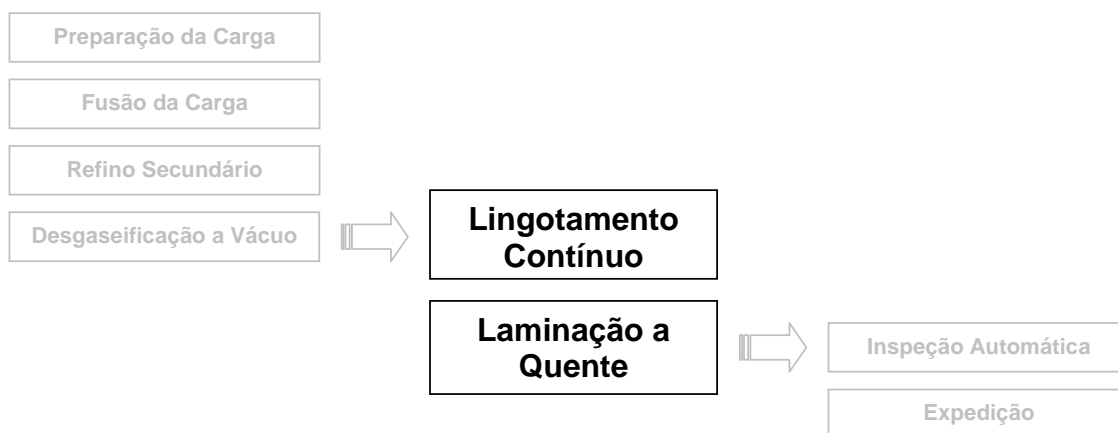 Preparação da Carga
Fusão da Carga
Refino Secundário
Desgaseificação a Vácuo
Lingotamento
Contínuo
Laminação a
Quente
Inspeção Automática
Expedição